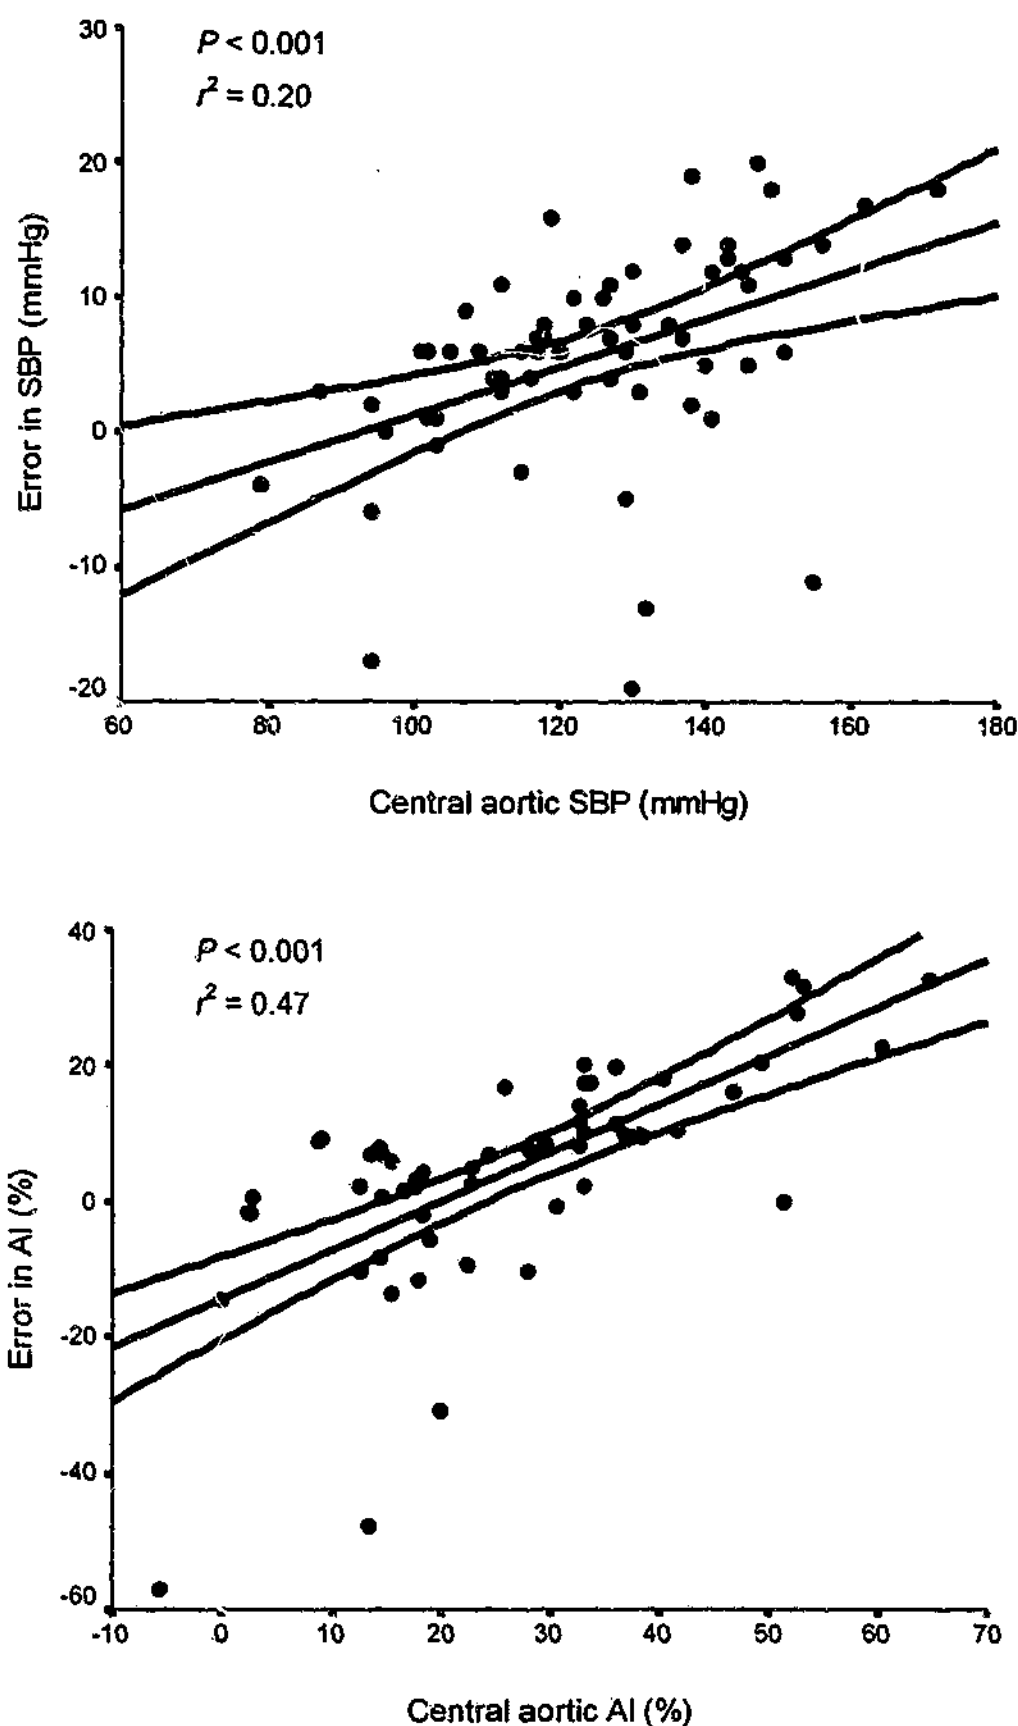 30
P < 0.001
r² = 0.20
20
10
0
-10
-20
Error in SBP (mmHg)
60 80 100 120 140 160 180
Central aortic SBP (mmHg)
40
P < 0.001
r² = 0.47
20
0
-20
-40
-60
Error in AI (%)
-10 0 10 20 30 40 50 60 70
Central aortic AI (%)